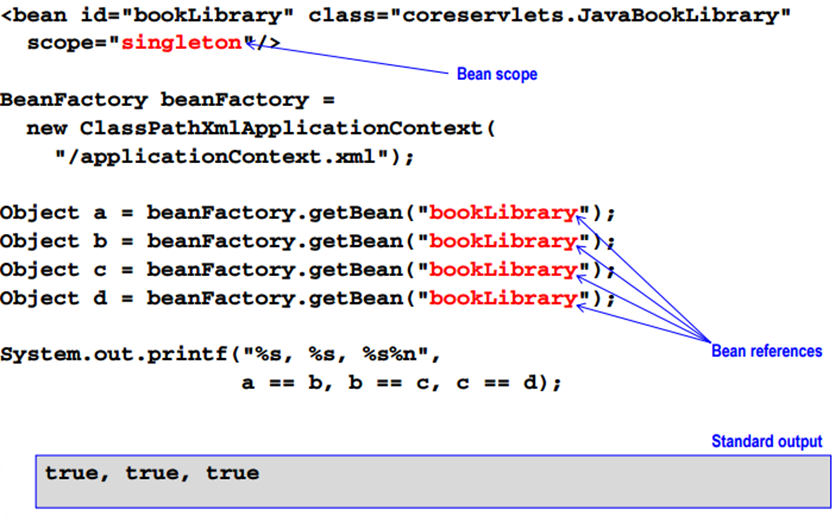 <bean id="bookLibrary" class="coreservlets.JavaBookLibrary"
scope="singleton"/>
Bean scope
BeanFactory beanFactory =
new ClassPathXmlApplicationContext(
"/applicationContext.xml");
Object a = beanFactory.getBean("bookLibrary");
Object b = beanFactory.getBean("bookLibrary");
Object c = beanFactory.getBean("bookLibrary");
Object d = beanFactory.getBean("bookLibrary");
Bean references
System.out.printf("%s, %s, %s%n",
a == b, b == c, c == d);
Standard output
true, true, true